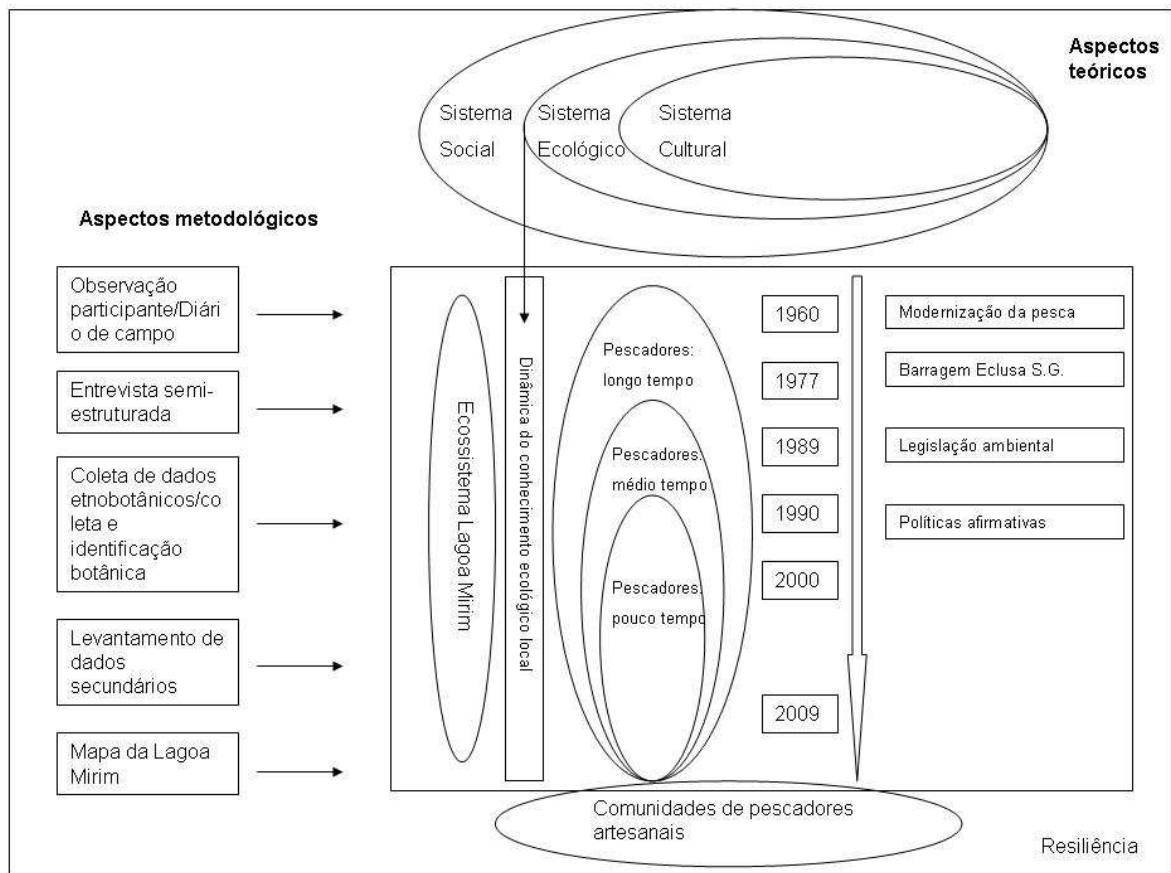 Aspectos
teóricos
Sistema
Social
Sistema
Ecológico
Sistema
Cultural
Aspectos metodológicos
Observação
participante/Diári
o de campo
Entrevista semi-
estruturada
Coleta de dados
etnobotânicos/co
leta e
identificação
botânica
Levantamento de
dados
secundários
Mapa da Lagoa
Mirim
Ecossistema Lagoa Mirim
Dinâmica do conhecimento ecológico local
Pescadores:
longo tempo
Pescadores:
médio tempo
Pescadores:
pouco tempo
1960
1977
1989
1990
2000
2009
Modernização da pesca
Barragem Eclusa S.G.
Legislação ambiental
Políticas afirmativas
Comunidades de pescadores
artesanais
Resiliência